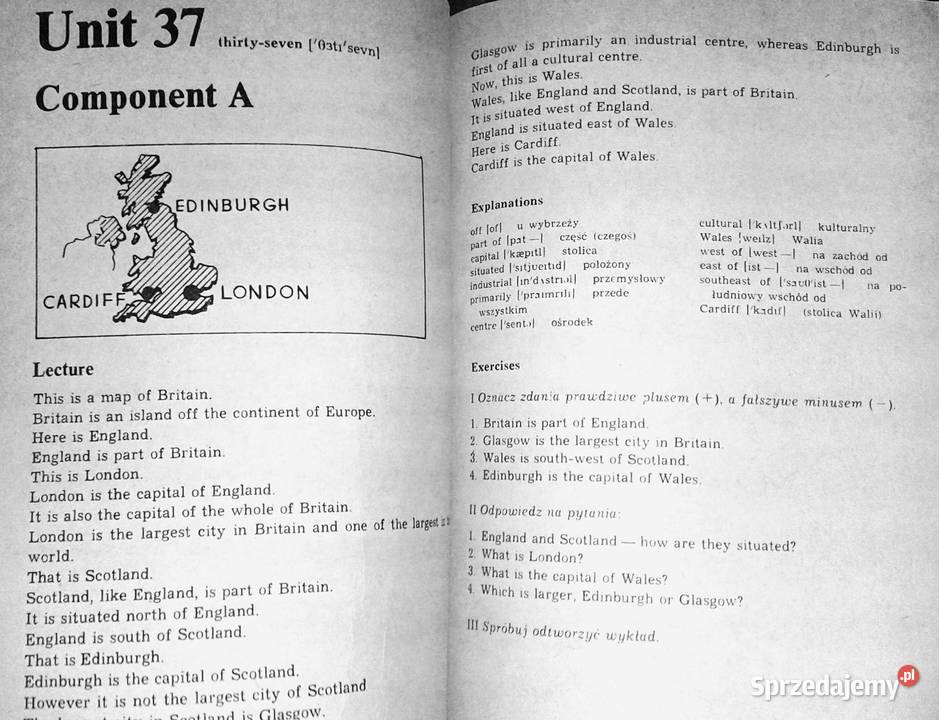 Unit 37 thirty-seven ['θɜtɪ'sevn]
Component A
EDINBURGH
CARDIFF
LONDON
Lecture
This is a map of Britain.
Britain is an island off the continent of Europe.
Here is England.
England is part of Britain.
This is London.
London is the capital of England.
It is also the capital of the whole of Britain.
London is the largest city in Britain and one of the largest in
world.
That is Scotland.
Scotland, like England, is part of Britain.
It is situated north of England.
England is south of Scotland.
That is Edinburgh.
Edinburgh is the capital of Scotland.
However it is not the largest city of Scotland
Scotland is Glasgow.
Glasgow is primarily an industrial centre, whereas Edinburgh is
first of all a cultural centre.
Now, this is Wales.
Wales, like England and Scotland, is part of Britain.
It is situated west of England.
England is situated east of Wales.
Here is Cardiff.
Cardiff is the capital of Wales.
Explanations
off [of] u wybrzeży
part of część (czegoś)
capital ['kæpɪtl] stolica
situated położony
industrial przemysłowy
primarily przede
wszystkim
centre ośrodek
cultural kulturalny
Wales [weilz] Walia
west of [west —] na zachód od
east of [ist —] na wschód od
southeast of na po-
łudniowy wschód od
Cardiff (stolica Walii)
Exercises
I Oznacz zdania prawdziwe plusem (+), a fałszywe minusem (−).
1. Britain is part of England.
2. Glasgow is the largest city in Britain.
3. Wales is south-west of Scotland.
4. Edinburgh is the capital of Wales.
II Odpowiedz na pytania:
1. England and Scotland — how are they situated?
2. What is London?
3. What is the capital of Wales?
4. Which is larger, Edinburgh or Glasgow?
III Spróbuj odtworzyć wykład.
Sprzedajemy.pl